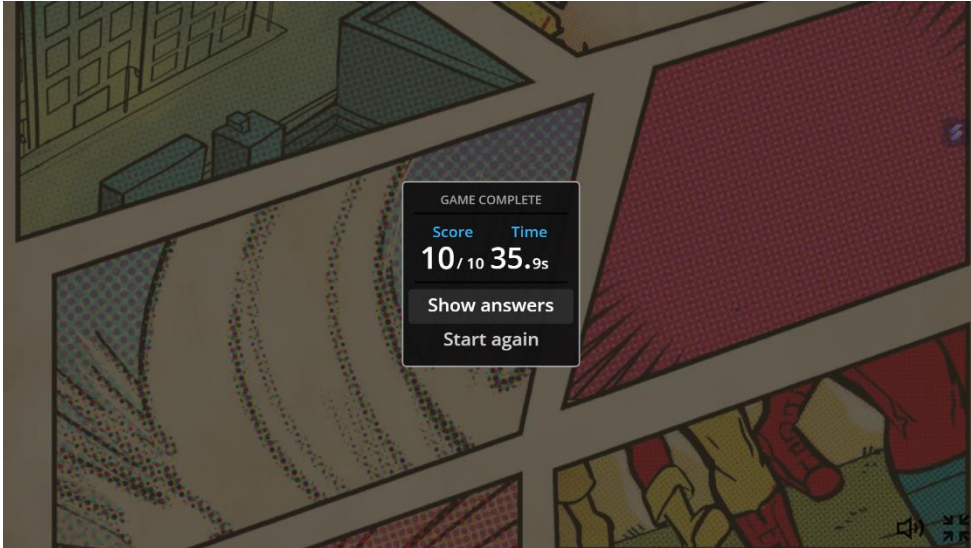 GAME COMPLETE
Score Time
10/ 10 35.9s
Show answers
Start again